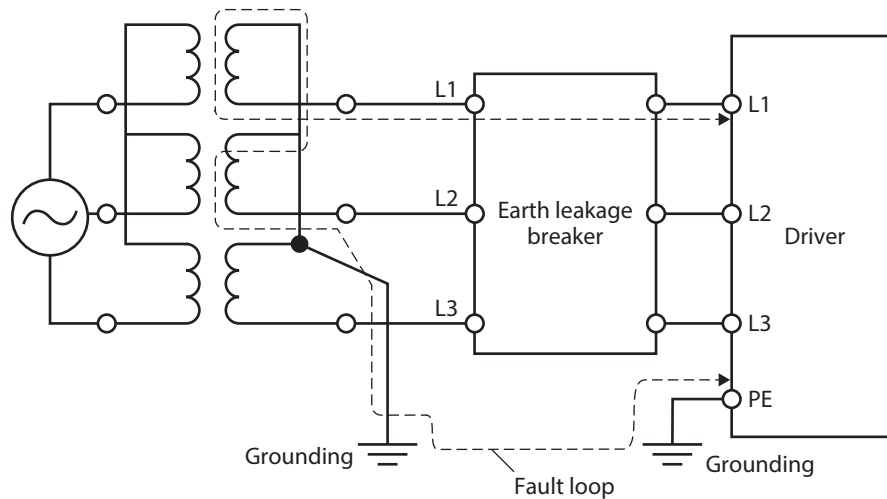 L1
L1
L2
Earth leakage
breaker
L2
Driver
L3
L3
PE
Grounding
Grounding
Fault loop